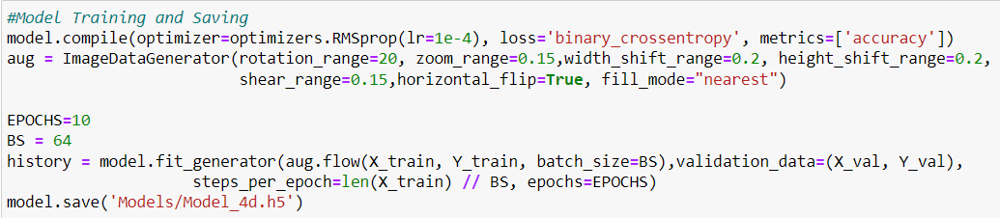 #Model Training and Saving
model.compile(optimizer=optimizers.RMSprop(lr=1e-4), loss='binary_crossentropy', metrics=['accuracy'])
aug = ImageDataGenerator(rotation_range=20, zoom_range=0.15,width_shift_range=0.2, height_shift_range=0.2,
shear_range=0.15,horizontal_flip=True, fill_mode="nearest")
EPOCHS=10
BS = 64
history = model.fit_generator(aug.flow(X_train, Y_train, batch_size=BS),validation_data=(X_val, Y_val),
steps_per_epoch=len(X_train) // BS, epochs=EPOCHS)
model.save('Models/Model_4d.h5')